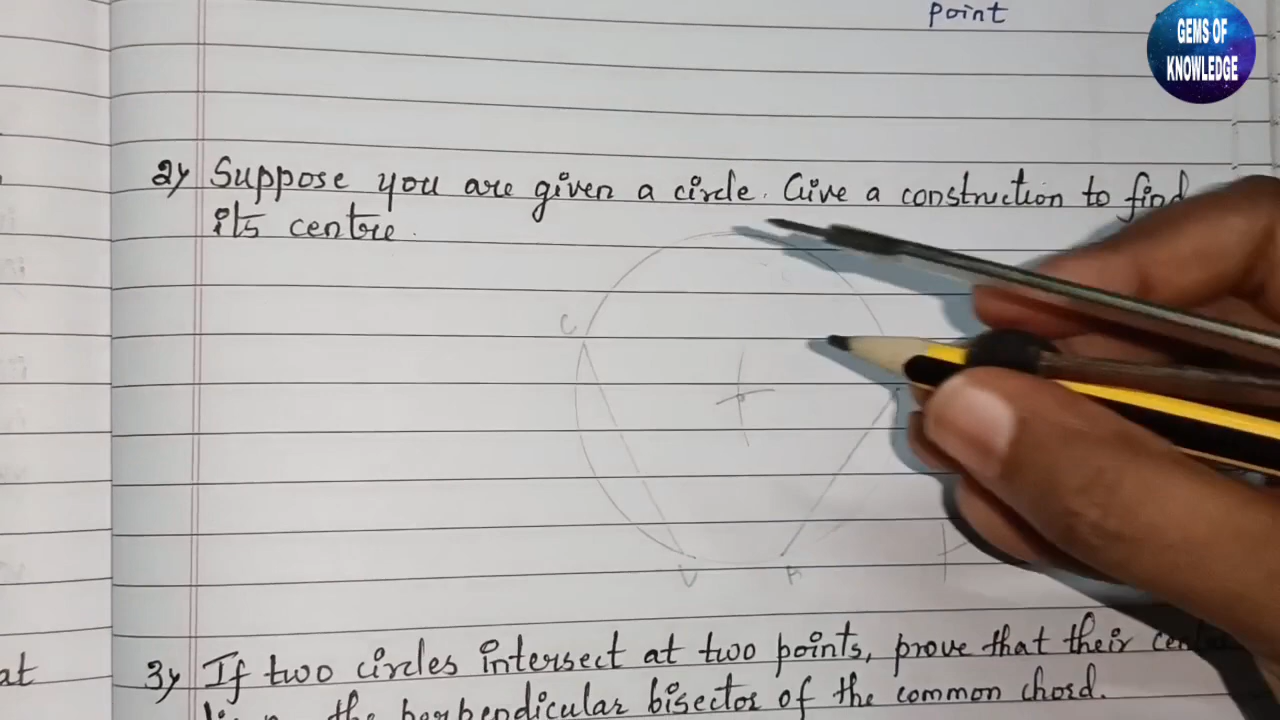 point
GEMS OF
KNOWLEDGE
2) Suppose you are given a circle. Give a construction to find
its centre.
C
D A
at
3) If two circles intersect at two points, prove that their
the perpendicular bisector of the common chord.